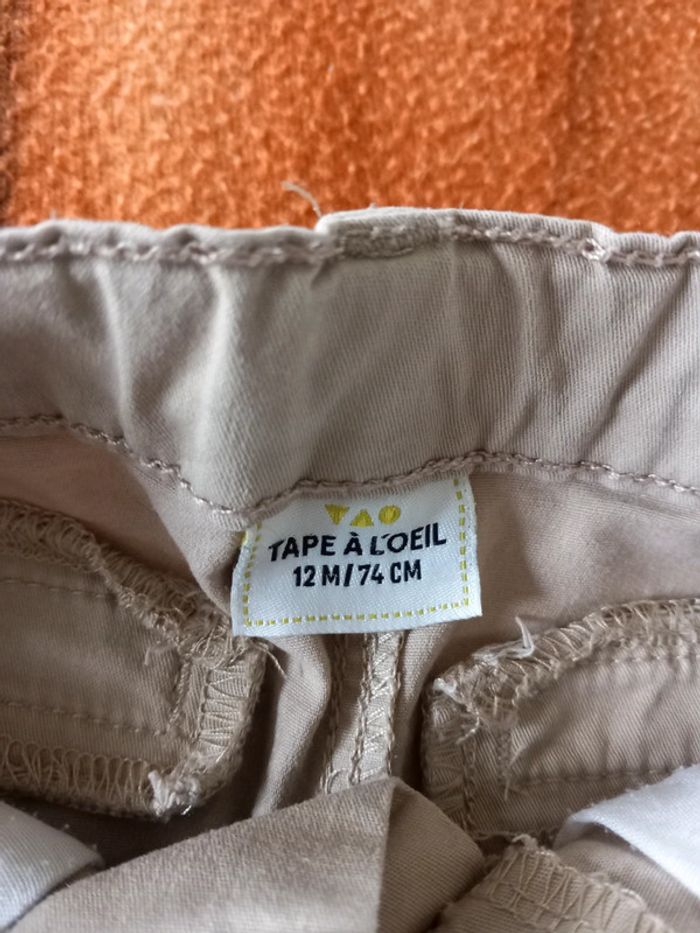 TAO
TAPE À L'OEIL
12 M/74 CM